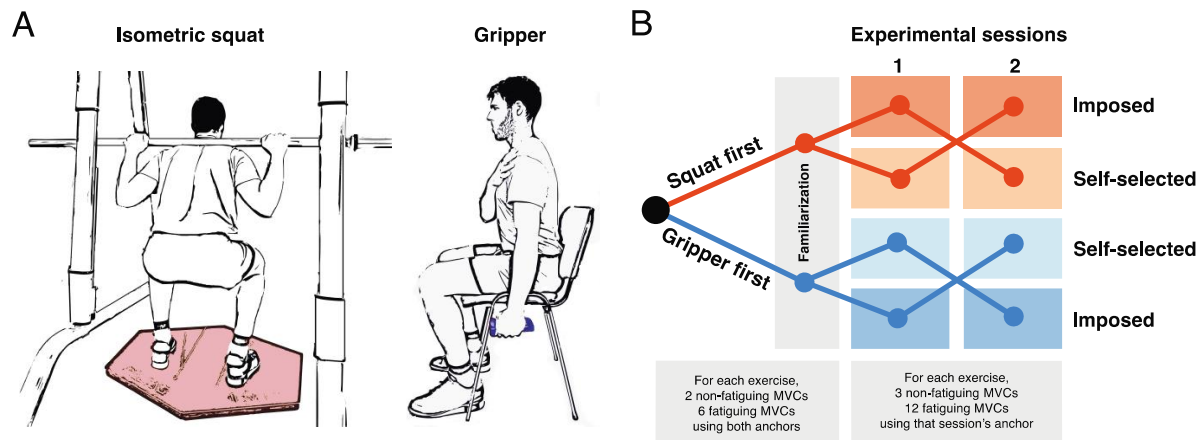 A
Isometric squat
Gripper
B
Experimental sessions
1
2
Squat first
Gripper first
Familiarization
Imposed
Self-selected
Self-selected
Imposed
For each exercise,
2 non-fatiguing MVCs
6 fatiguing MVCs
using both anchors
For each exercise,
3 non-fatiguing MVCs
12 fatiguing MVCs
using that session's anchor